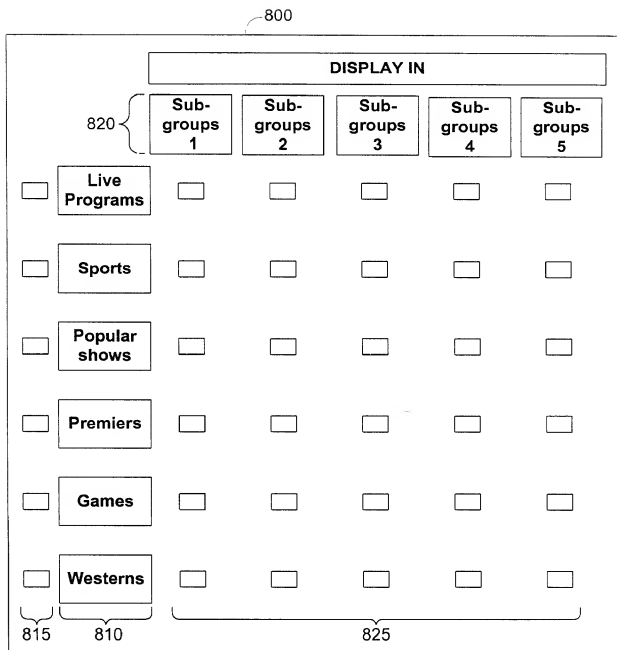 800
DISPLAY IN
820
Sub-
groups
1
Sub-
groups
2
Sub-
groups
3
Sub-
groups
4
Sub-
groups
5
Live
Programs
Sports
Popular
shows
Premiers
Games
Westerns
815
810
825